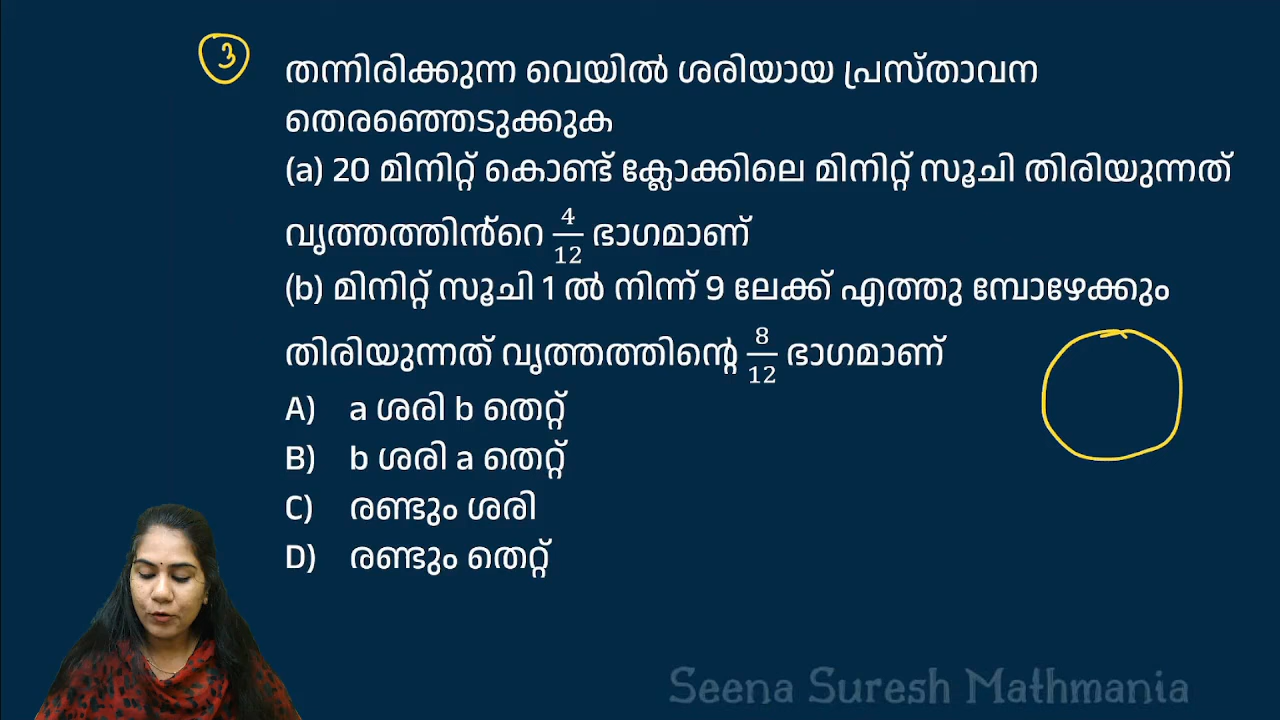 3
തന്നിരിക്കുന്ന വെയിൽ ശരിയായ പ്രസ്താവന
തെരഞ്ഞെടുക്കുക
(a) 20 മിനിറ്റ് കൊണ്ട് ക്ലോക്കിലെ മിനിറ്റ് സൂചി തിരിയുന്നത്
വൃത്തത്തിൻ്റെ 4/12 ഭാഗമാണ്
(b) മിനിറ്റ് സൂചി 1 ൽ നിന്ന് 9 ലേക്ക് എത്തു മ്പോഴേക്കും
തിരിയുന്നത് വൃത്തത്തിന്റെ 8/12 ഭാഗമാണ്
A) a ശരി b തെറ്റ്
B) b ശരി a തെറ്റ്
C) രണ്ടും ശരി
D) രണ്ടും തെറ്റ്
Seena Suresh Mathmania